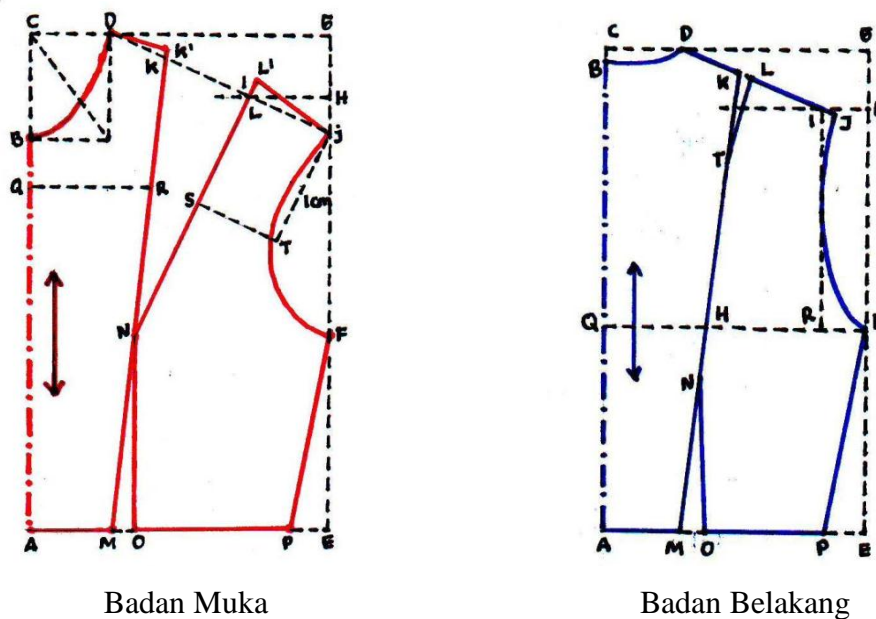 C D G
K'
K
L'
I H
L
B J
Q R 1cm
S
T
N F
A M O P E
C D G
B K L
I J
T
Q H R
N
A M O P E
Badan Muka Badan Belakang